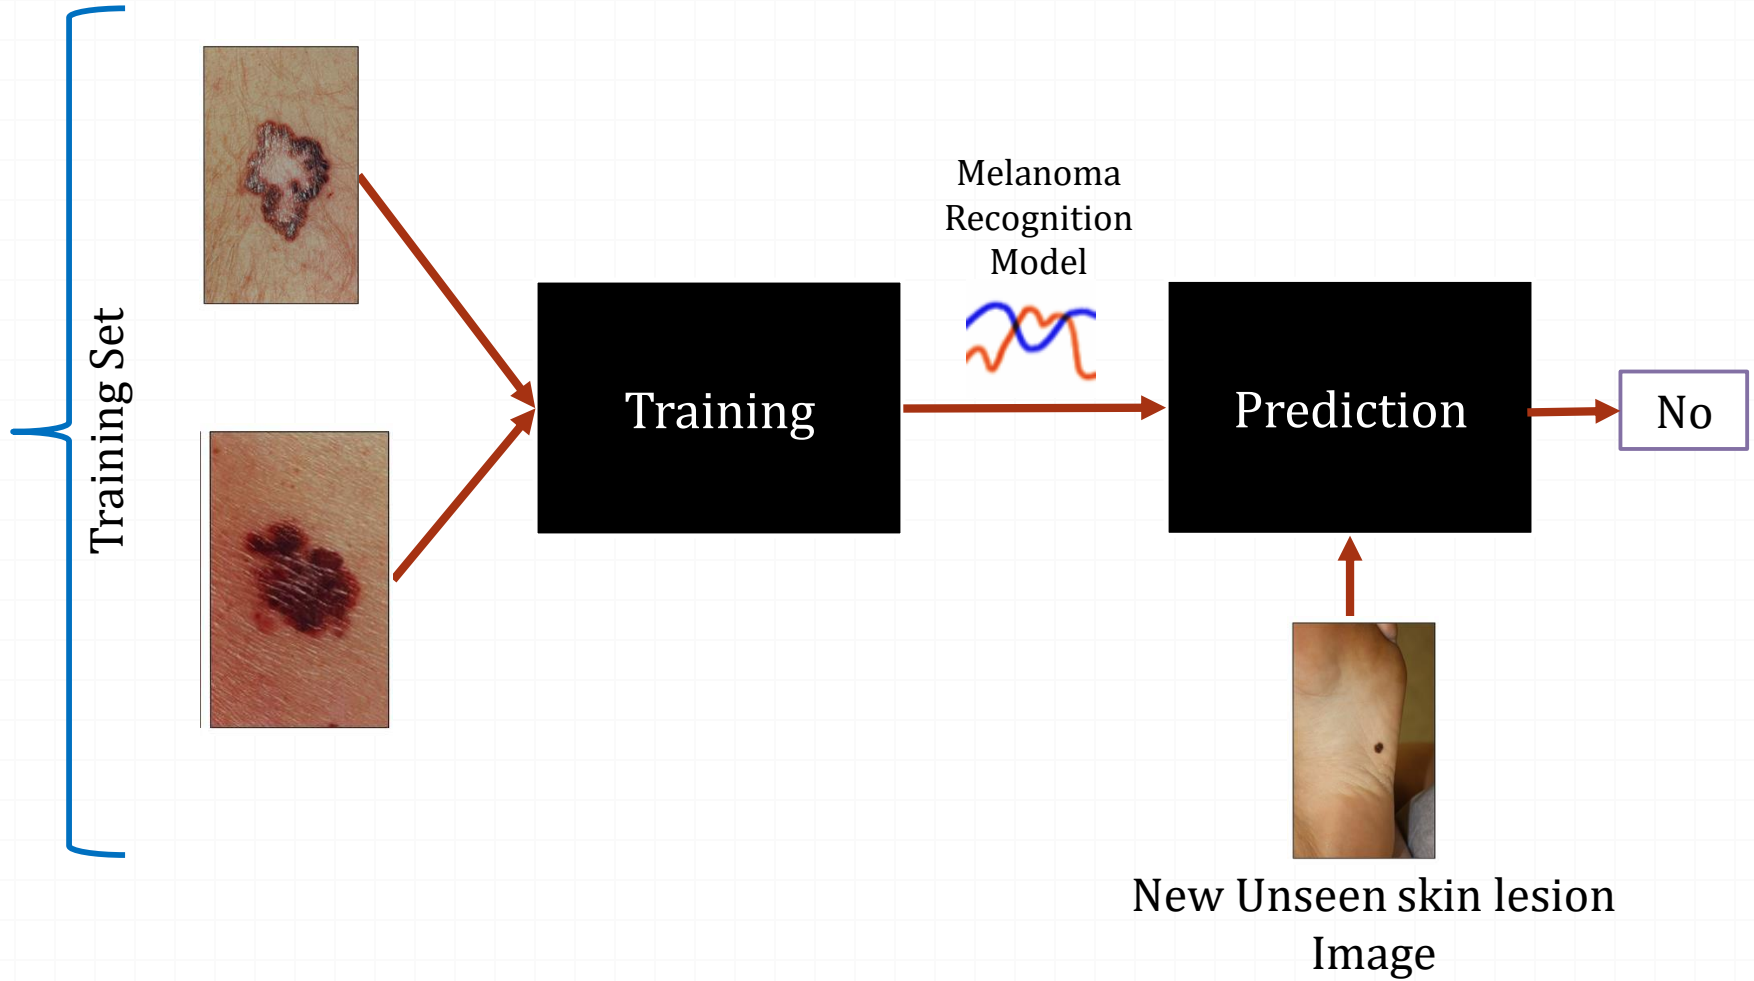 Training Set
Training
Melanoma
Recognition
Model
Prediction
No
New Unseen skin lesion
Image